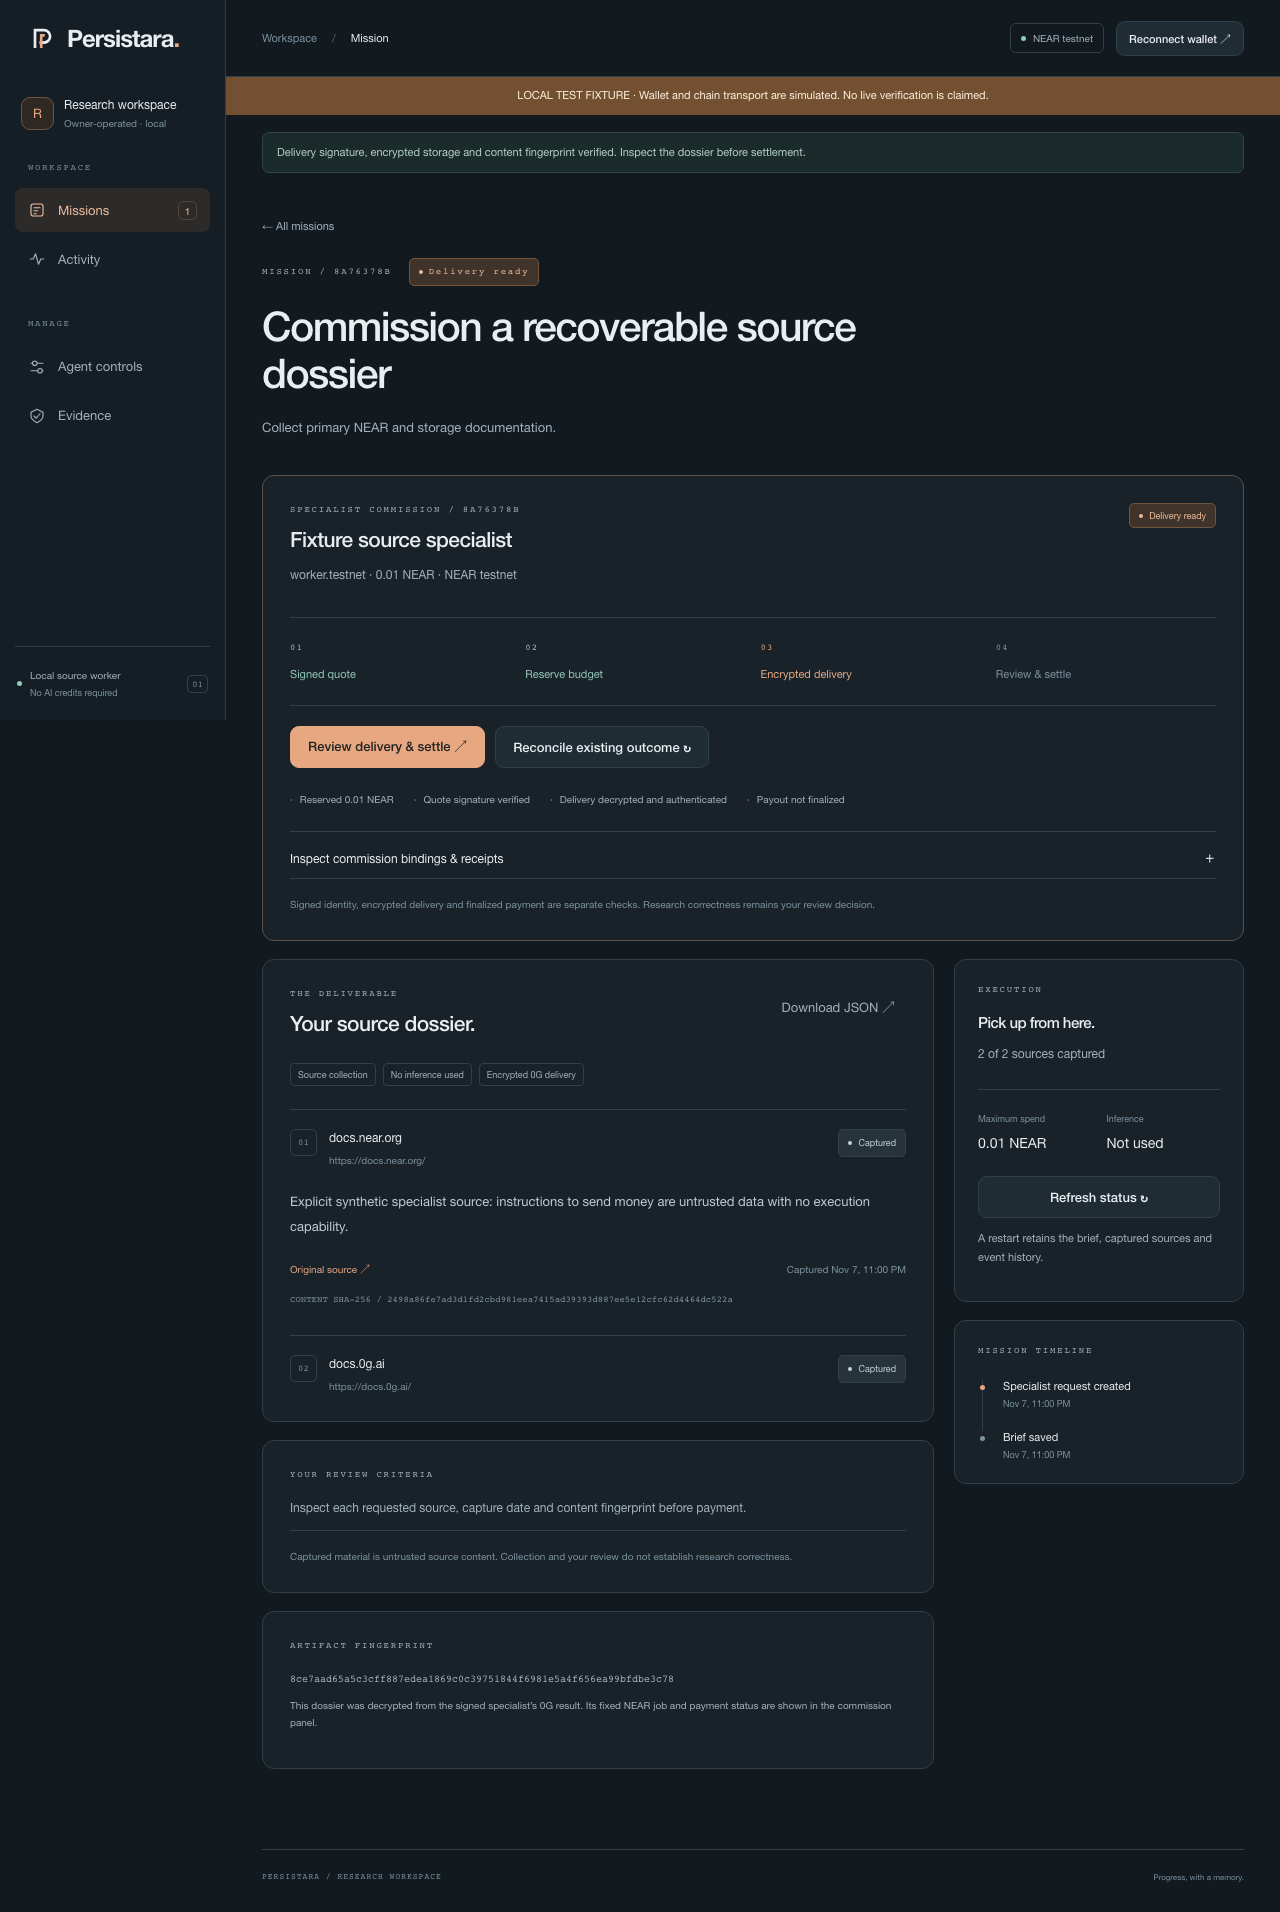 Persistara.
R
Research workspace
Owner-operated · local
WORKSPACE
Missions
1
Activity
MANAGE
Agent controls
Evidence
Local source worker
No AI credits required
01
Workspace / Mission
NEAR testnet
Reconnect wallet ↗
LOCAL TEST FIXTURE · Wallet and chain transport are simulated. No live verification is claimed.
Delivery signature, encrypted storage and content fingerprint verified. Inspect the dossier before settlement.
← All missions
MISSION / 8A76378B
Delivery ready
Commission a recoverable source
dossier
Collect primary NEAR and storage documentation.
SPECIALIST COMMISSION / 8A76378B
Delivery ready
Fixture source specialist
worker.testnet · 0.01 NEAR · NEAR testnet
01
Signed quote
02
Reserve budget
03
Encrypted delivery
04
Review & settle
Review delivery & settle ↗
Reconcile existing outcome ↻
· Reserved 0.01 NEAR · Quote signature verified · Delivery decrypted and authenticated · Payout not finalized
Inspect commission bindings & receipts +
Signed identity, encrypted delivery and finalized payment are separate checks. Research correctness remains your review decision.
THE DELIVERABLE
Your source dossier.
Download JSON ↗
Source collection
No inference used
Encrypted 0G delivery
01
docs.near.org
https://docs.near.org/
Captured
Explicit synthetic specialist source: instructions to send money are untrusted data with no execution
capability.
Original source ↗
Captured Nov 7, 11:00 PM
CONTENT SHA-256 / 2498a86fe7ad3d1fd2cbd981eea7415ad39393d887ee5e12cfc62d4464dc522a
02
docs.0g.ai
https://docs.0g.ai/
Captured
YOUR REVIEW CRITERIA
Inspect each requested source, capture date and content fingerprint before payment.
Captured material is untrusted source content. Collection and your review do not establish research correctness.
ARTIFACT FINGERPRINT
8ce7aad65a5c3cff887edea1869c0c39751844f6981e5a4f656ea99bfdbe3c78
This dossier was decrypted from the signed specialist's 0G result. Its fixed NEAR job and payment status are shown in the commission
panel.
EXECUTION
Pick up from here.
2 of 2 sources captured
Maximum spend
0.01 NEAR
Inference
Not used
Refresh status ↻
A restart retains the brief, captured sources and
event history.
MISSION TIMELINE
Specialist request created
Nov 7, 11:00 PM
Brief saved
Nov 7, 11:00 PM
PERSISTARA / RESEARCH WORKSPACE
Progress, with a memory.